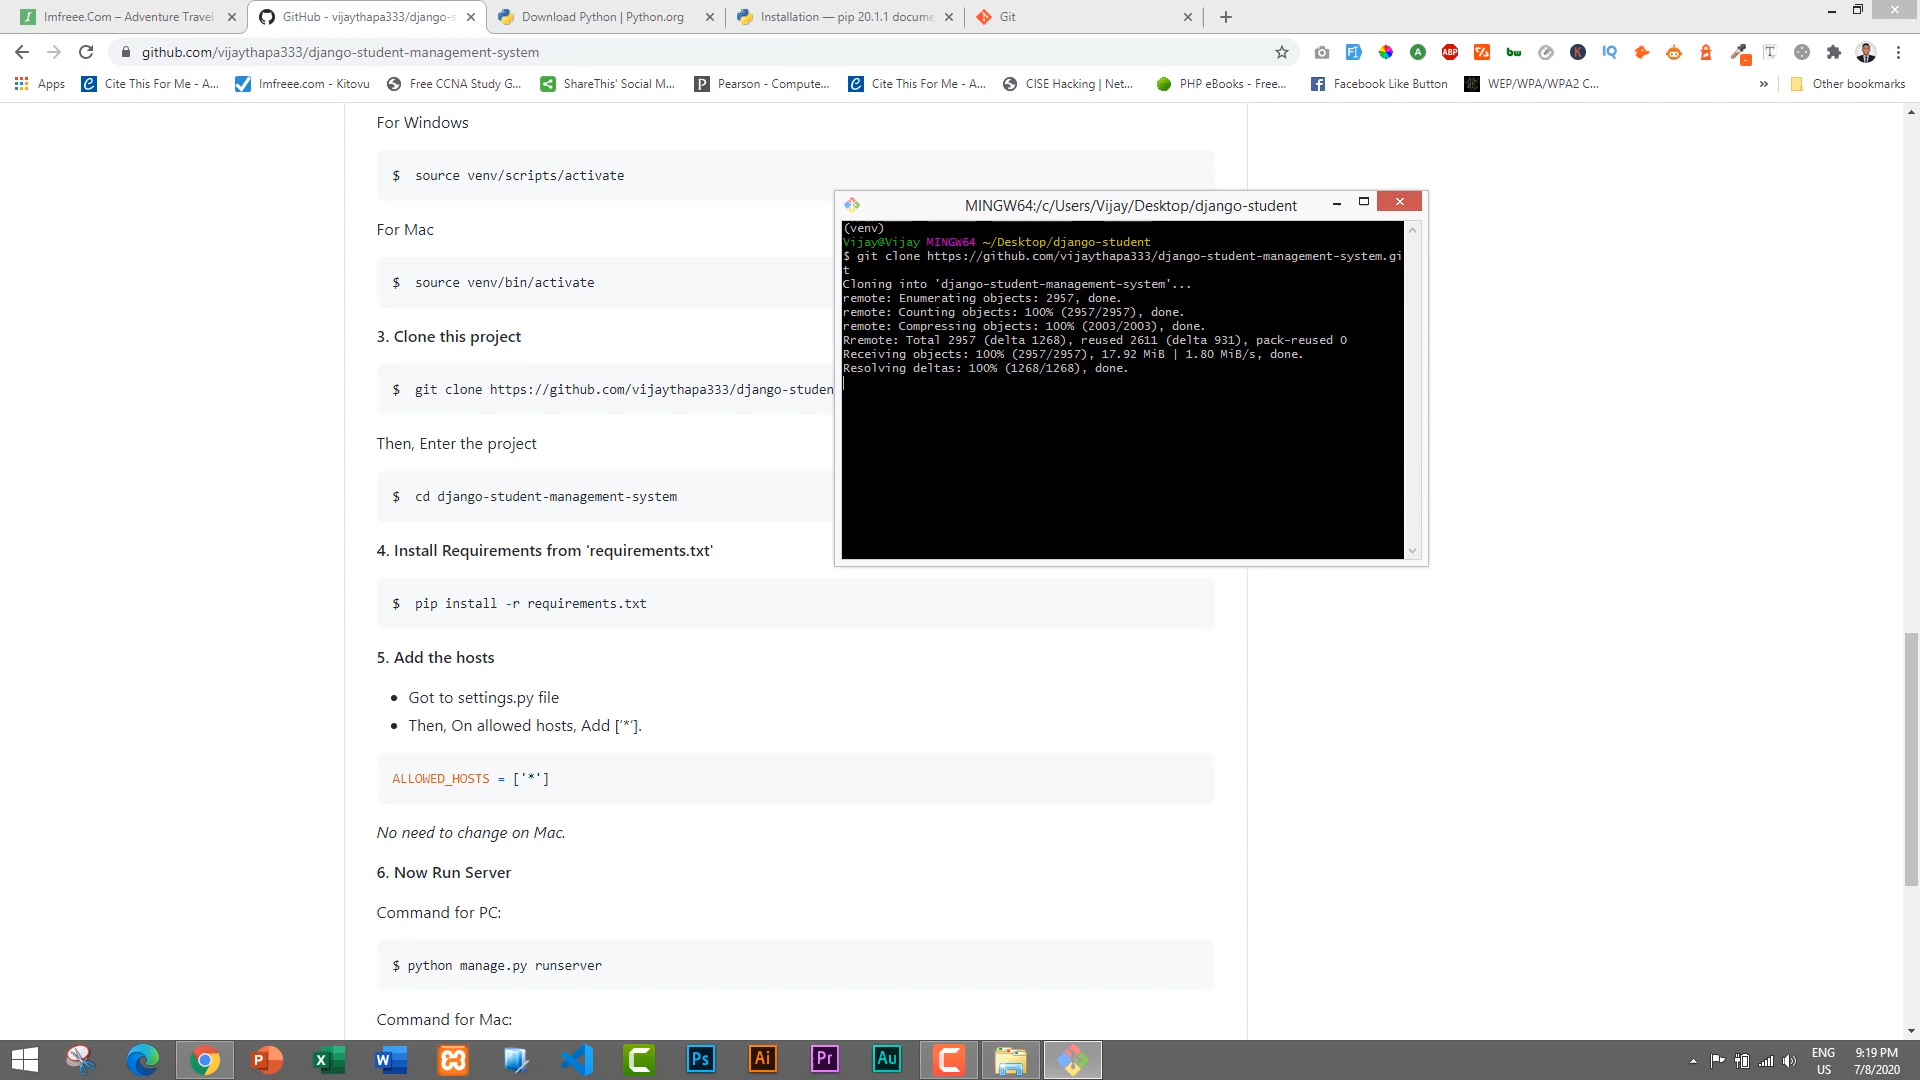 Imfreee.Com – Adventure Travel
GitHub - vijaythapa333/django-s
Download Python | Python.org
Installation — pip 20.1.1 docume
Git
github.com/vijaythapa333/django-student-management-system
Apps
Cite This For Me - A...
Imfreee.com - Kitovu
Free CCNA Study G...
ShareThis' Social M...
Pearson - Compute...
Cite This For Me - A...
CISE Hacking | Net...
PHP eBooks - Free...
Facebook Like Button
WEP/WPA/WPA2 C...
»
Other bookmarks
For Windows
$ source venv/scripts/activate
For Mac
$ source venv/bin/activate
3. Clone this project
$ git clone https://github.com/vijaythapa333/django-studen
Then, Enter the project
$ cd django-student-management-system
4. Install Requirements from 'requirements.txt'
$ pip install -r requirements.txt
5. Add the hosts
Got to settings.py file
Then, On allowed hosts, Add ['*'].
ALLOWED_HOSTS = ['*']
No need to change on Mac.
6. Now Run Server
Command for PC:
$ python manage.py runserver
Command for Mac:
MINGW64:/c/Users/Vijay/Desktop/django-student
(venv)
Vijay@Vijay MINGW64 ~/Desktop/django-student
$ git clone https://github.com/vijaythapa333/django-student-management-system.gi
t
Cloning into 'django-student-management-system'...
remote: Enumerating objects: 2957, done.
remote: Counting objects: 100% (2957/2957), done.
remote: Compressing objects: 100% (2003/2003), done.
Rremote: Total 2957 (delta 1268), reused 2611 (delta 931), pack-reused 0
Receiving objects: 100% (2957/2957), 17.92 MiB | 1.80 MiB/s, done.
Resolving deltas: 100% (1268/1268), done.
Ps
Ai
Pr
Au
ENG
US
9:19 PM
7/8/2020